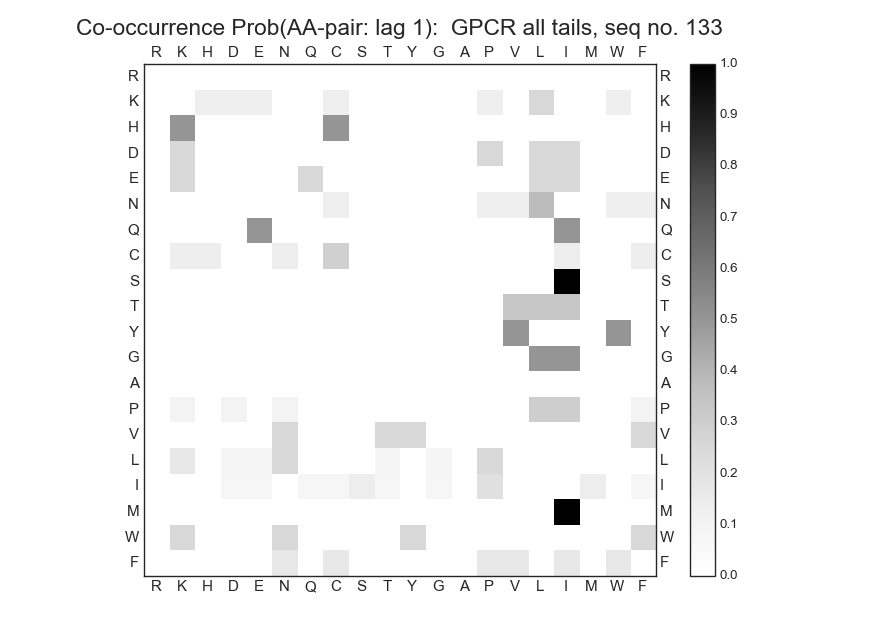 Co-occurrence Prob(AA-pair: lag 1):  GPCR all tails, seq no. 133
R K H D E N Q C S T Y G A P V L I M W F
R R 1.0
K K 0.9
H H
D D 0.8
E E
N N 0.7
Q Q
C C 0.6
S S
T T 0.5
Y Y
G G 0.4
A A
P P 0.3
V V
L L 0.2
I I
M M 0.1
W W
F F 0.0
R K H D E N Q C S T Y G A P V L I M W F